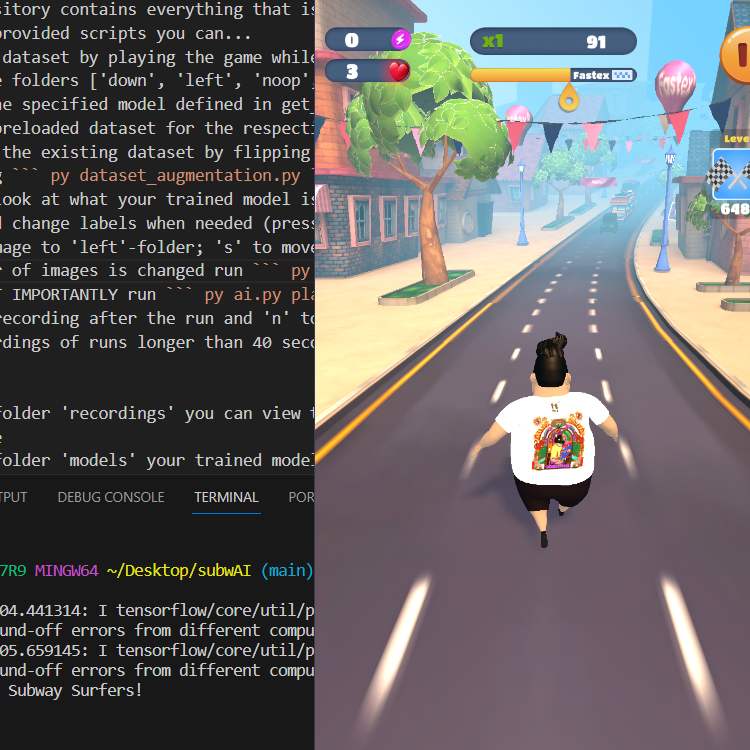 sitory contains everything that is
provided scripts you can...
dataset by playing the game while
e folders ['down', 'left', 'noop'
he specified model defined in get_
preloaded dataset for the respecti
the existing dataset by flipping
``` py dataset_augmentation.py `
look at what your trained model is
d change labels when needed (press
mage to 'left'-folder; 's' to move
r of images is changed run ``` py
T IMPORTANTLY run ``` py ai.py pla
recording after the run and 'n' to
rdings of runs longer than 40 seco
folder 'recordings' you can view t
e
folder 'models' your trained model
TPUT DEBUG CONSOLE TERMINAL POR
7R9 MINGW64 ~/Desktop/subwAI (main)
04.441314: I tensorflow/core/util/p
und-off errors from different compu
05.659145: I tensorflow/core/util/p
und-off errors from different compu
Subway Surfers!
0
x1 91
3
Fastex
Fastex
Leve
648